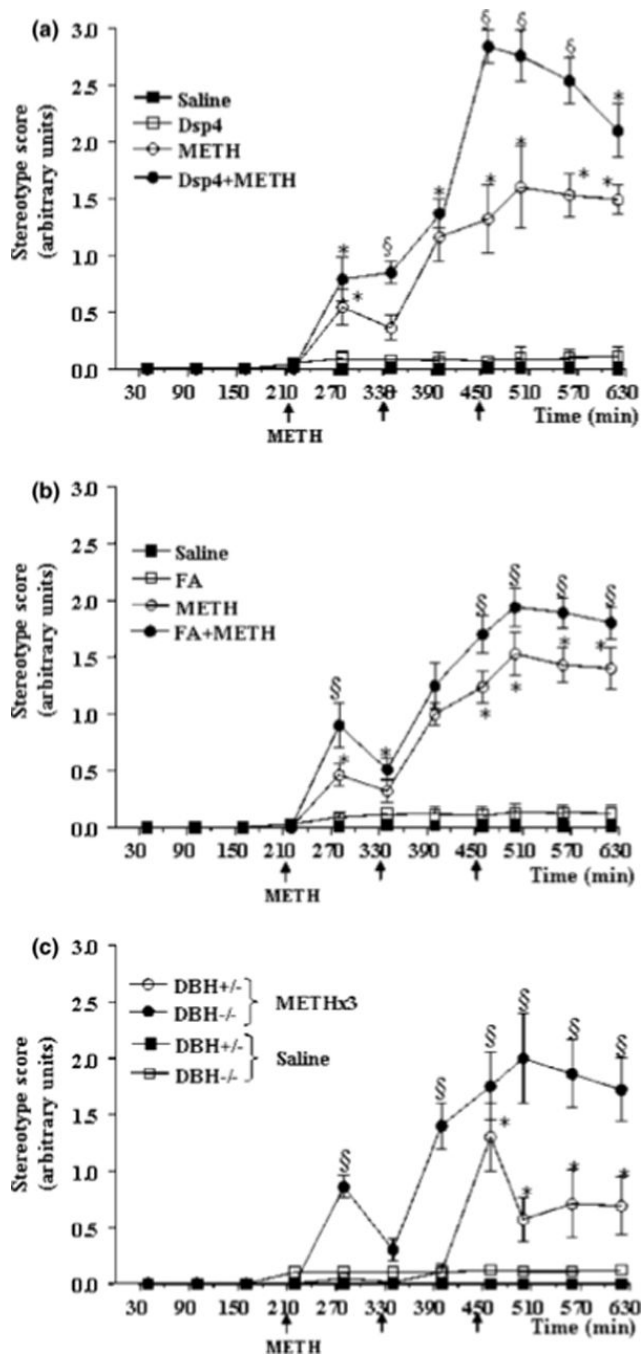 (a)
3.0
2.5
2.0
1.5
1.0
0.5
0.0
Stereotype score
(arbitrary units)
Saline
Dsp4
METH
Dsp4+METH
* § * § § § *
* * * * *
30 90 150 210 270 330 390 450 510 570 630
METH
Time (min)
(b)
3.0
2.5
2.0
1.5
1.0
0.5
0.0
Stereotype score
(arbitrary units)
Saline
FA
METH
FA+METH
§ * § § § §
* * * * *
30 90 150 210 270 330 390 450 510 570 630
METH
Time (min)
(c)
3.0
2.5
2.0
1.5
1.0
0.5
0.0
Stereotype score
(arbitrary units)
DBH+/-
DBH-/-
METHx3
DBH+/-
DBH-/-
Saline
§ § § § § §
* * * *
30 90 150 210 270 330 390 450 510 570 630
METH
Time (min)